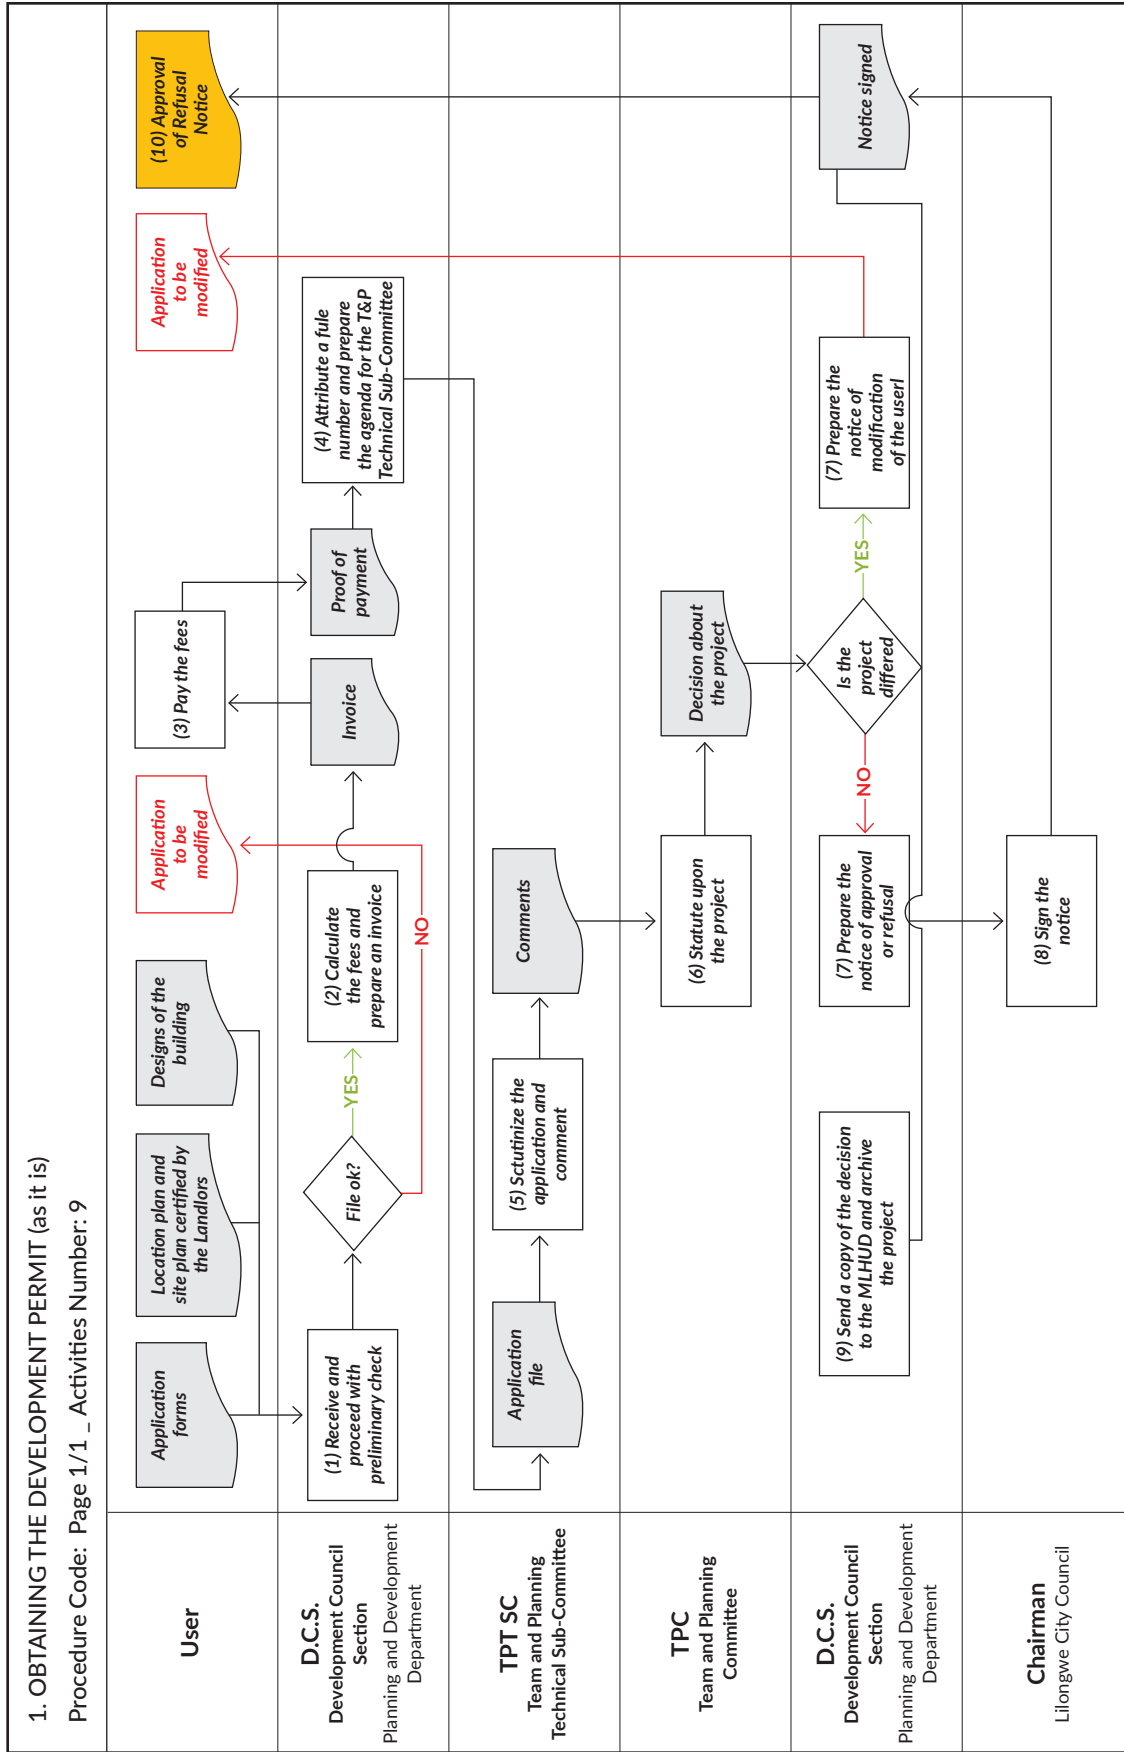 1. OBTAINING THE DEVELOPMENT PERMIT (as it is)
Procedure Code: Page 1/1 _ Activities Number: 9
User
Application
forms
Location plan and
site plan certified by
the Landlors
Designs of the
building
Application
to be
modified
(3) Pay the fees
Application
to be
modified
(10) Approval
of Refusal
Notice
D.C.S.
Development Council
Section
Planning and Development
Department
(1) Receive and
proceed with
preliminary check
File ok?
YES
NO
(2) Calculate
the fees and
prepare an invoice
Invoice
Proof of
payment
(4) Attribute a fule
number and prepare
the agenda for the T&P
Technical Sub-Committee
TPT SC
Team and Planning
Technical Sub-Committee
Application
file
(5) Sctutinize the
application and
comment
Comments
TPC
Team and Planning
Committee
(6) Statute upon
the project
Decision about
the project
D.C.S.
Development Council
Section
Planning and Development
Department
(9) Send a copy of the decision
to the MLHUD and archive
the project
(7) Prepare the
notice of approval
or refusal
NO
Is the
project
differed
YES
(7) Prepare the
notice of
modification
of the userl
Notice signed
Chairman
Lilongwe City Council
(8) Sign the
notice